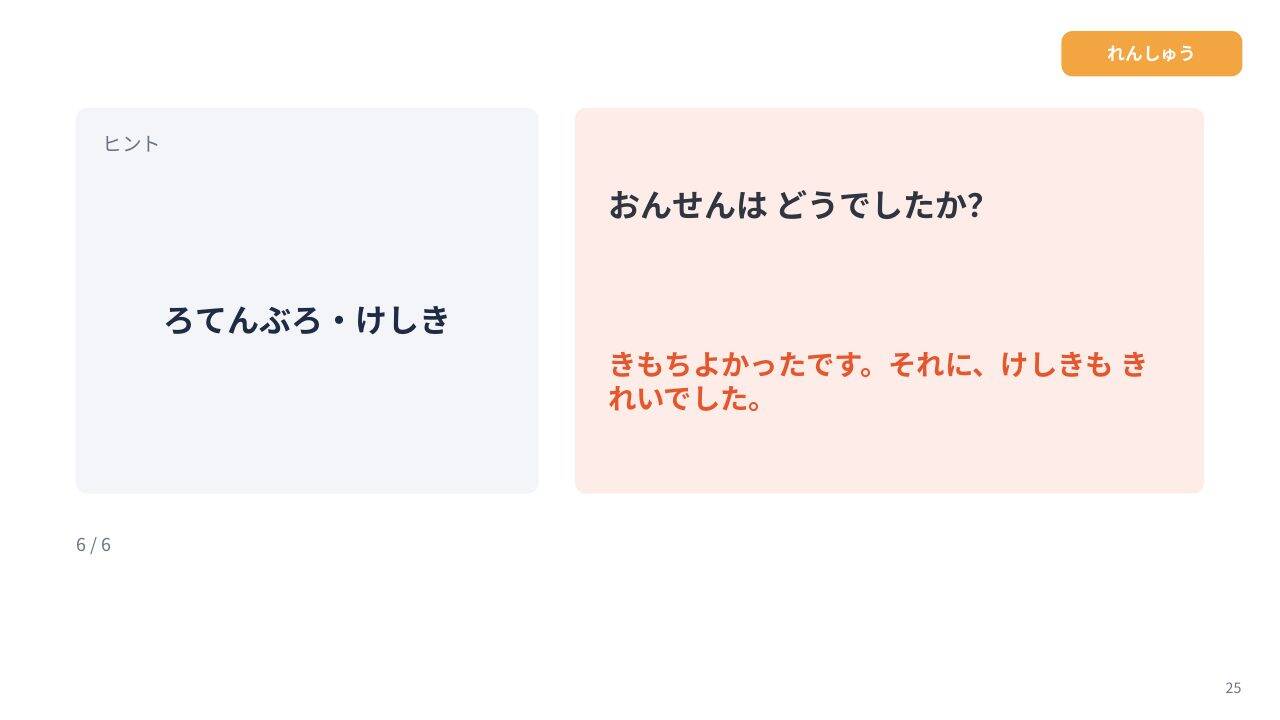 れんしゅう
ヒント
ろてんぶろ・けしき
おんせんは どうでしたか?
きもちよかったです。それに、けしきも き
れいでした。
6 / 6
25